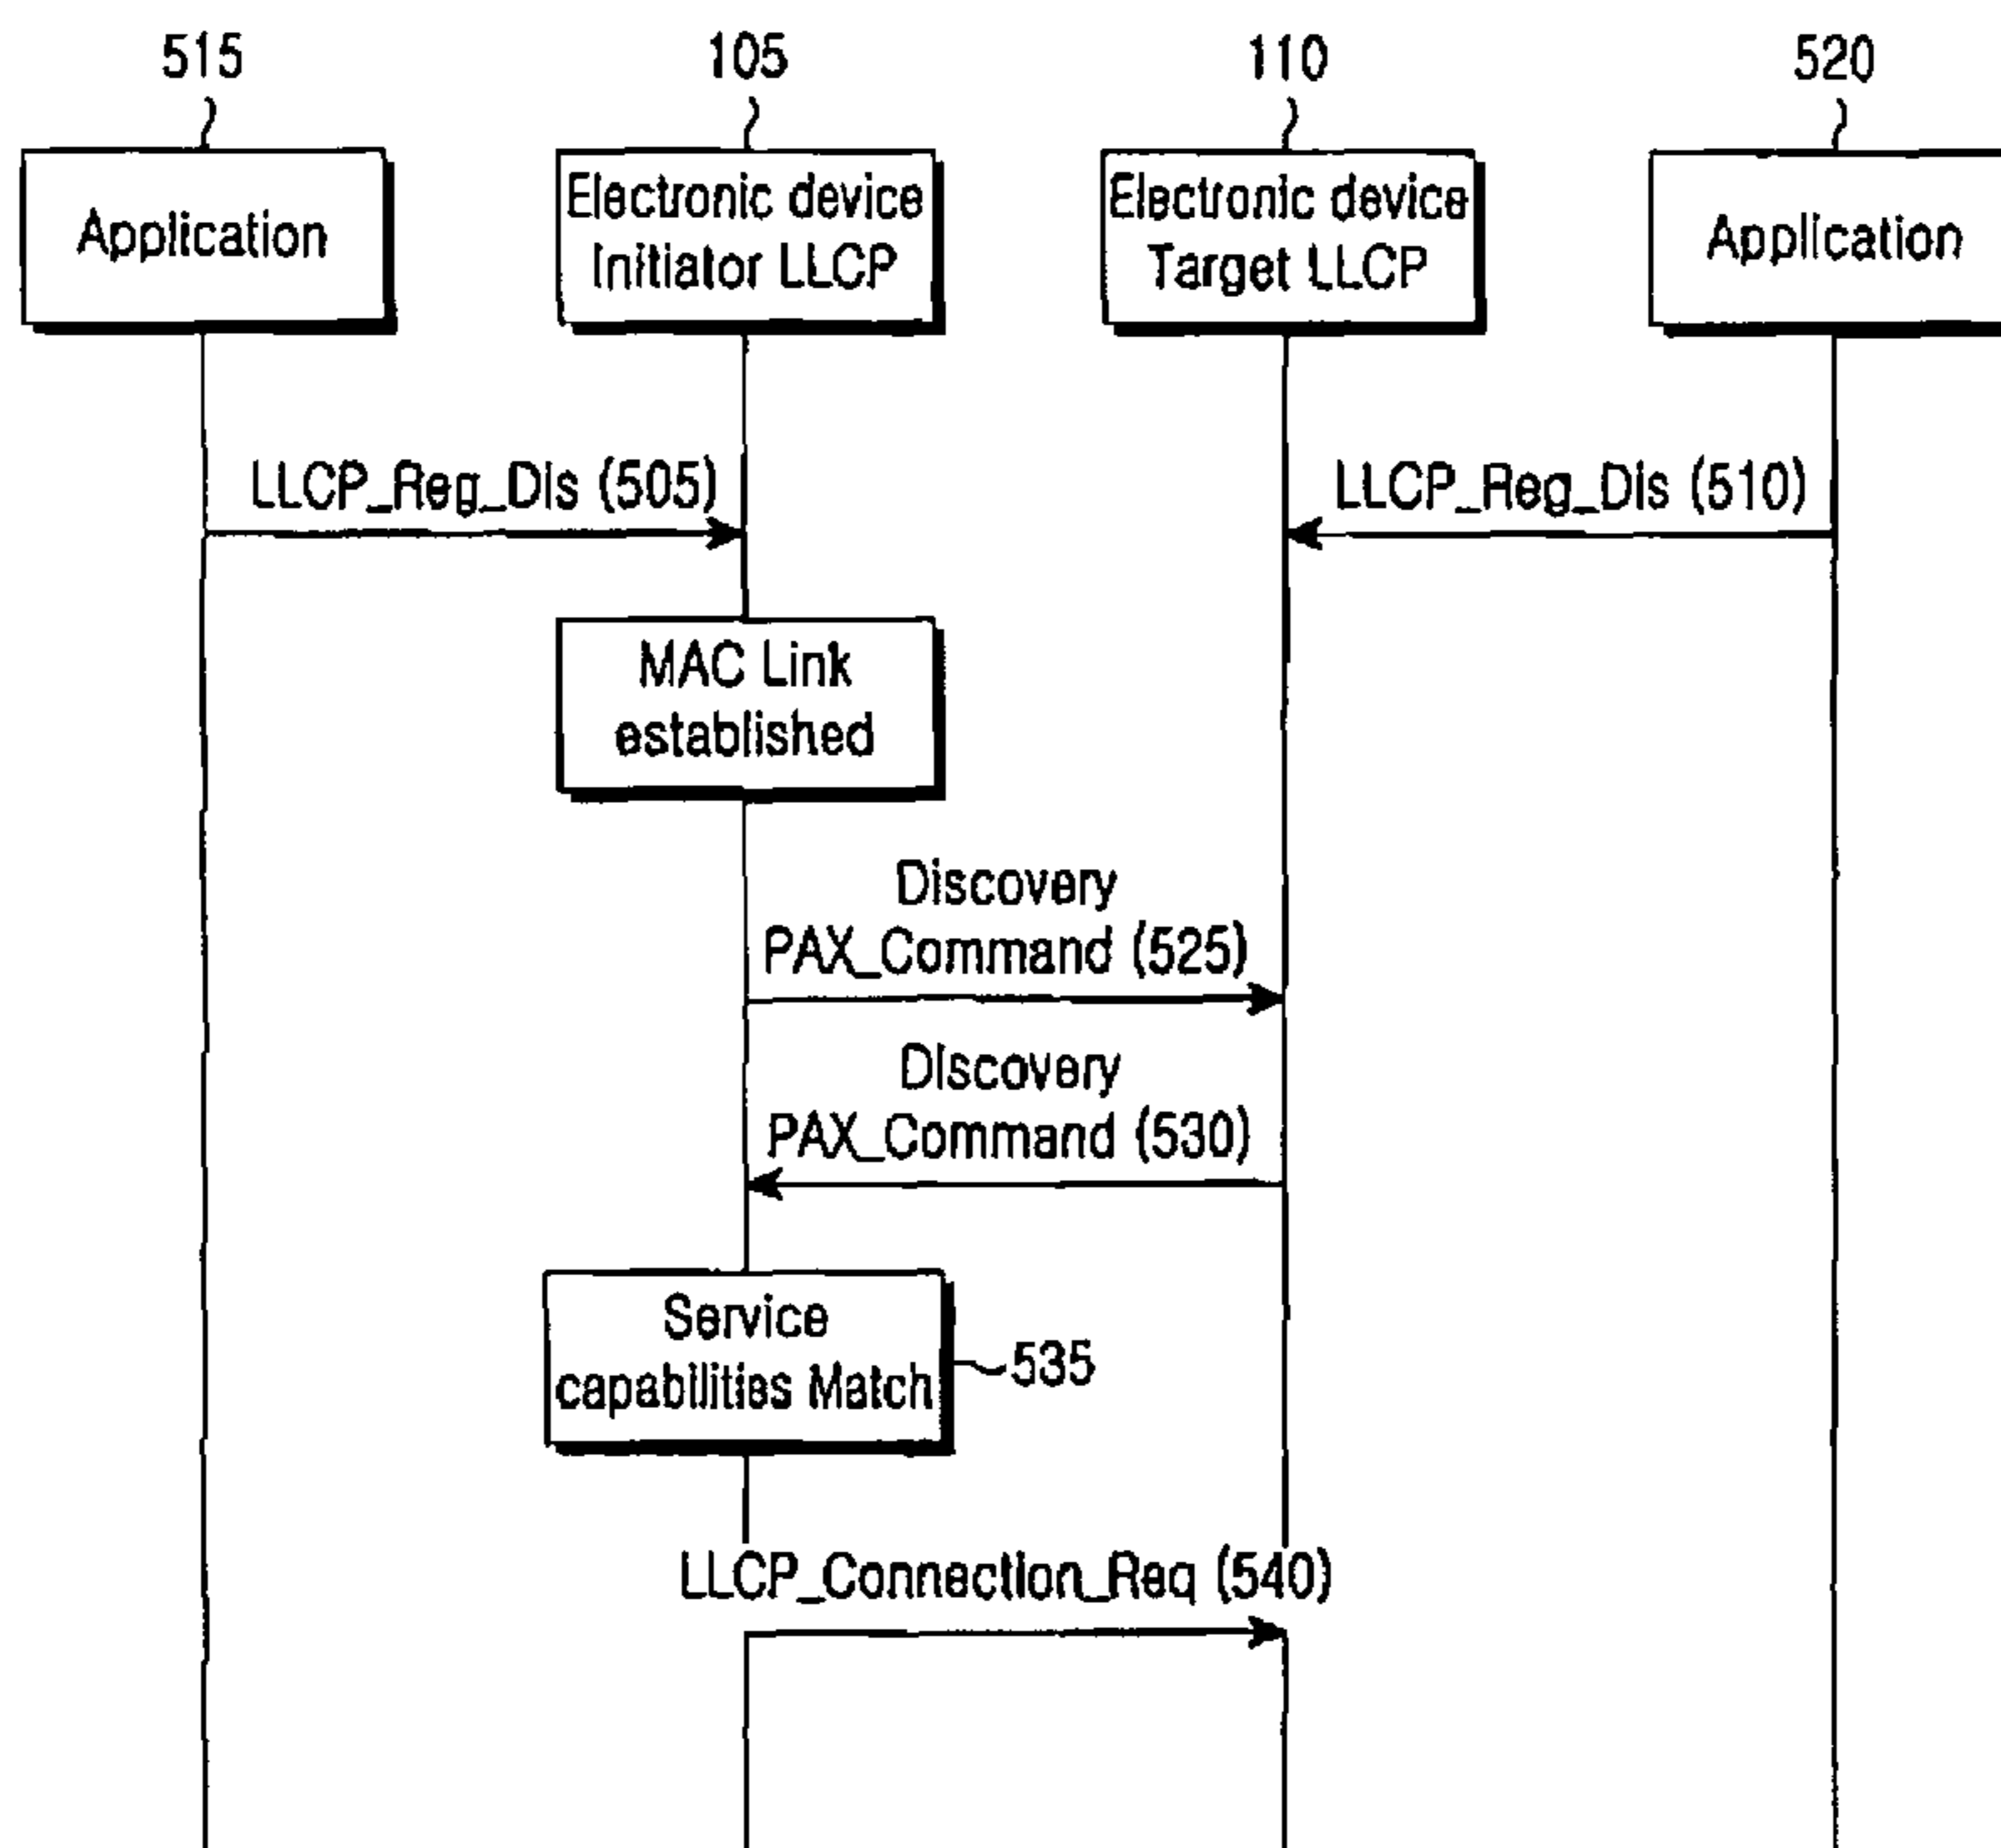 515
105
110
520
Application
Electronic device
Initiator LLCP
Electronic device
Target LLCP
Application
LLCP_Reg_Dis (505)
LLCP_Reg_Dis (510)
MAC Link
established
Discovery
PAX_Command (525)
Discovery
PAX_Command (530)
Service
capabilities Match
535
LLCP_Connection_Req (540)